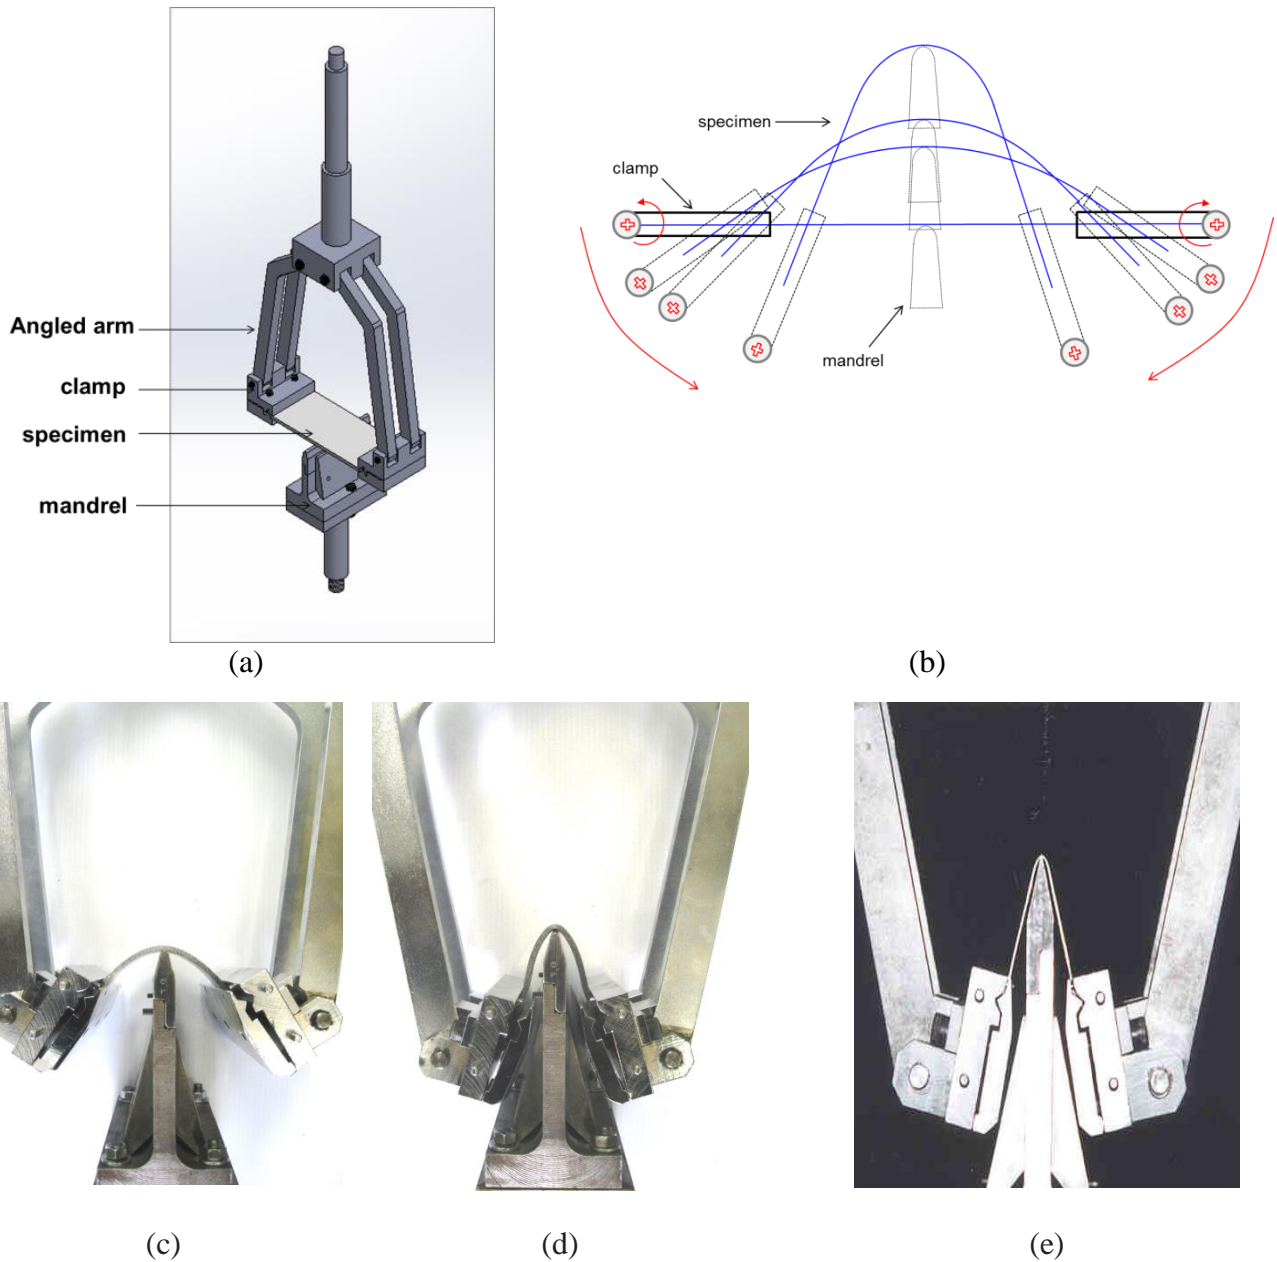 Angled arm
clamp
specimen
mandrel
(a)
specimen
clamp
mandrel
(b)
(c)
(d)
(e)